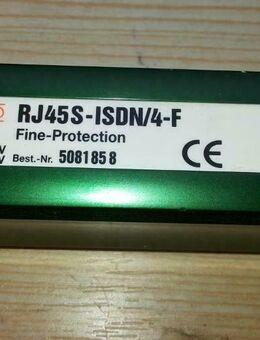 RJ45S-ISDN/4-F
Fine-Protection
V
V Best.-Nr. 5081858
CE